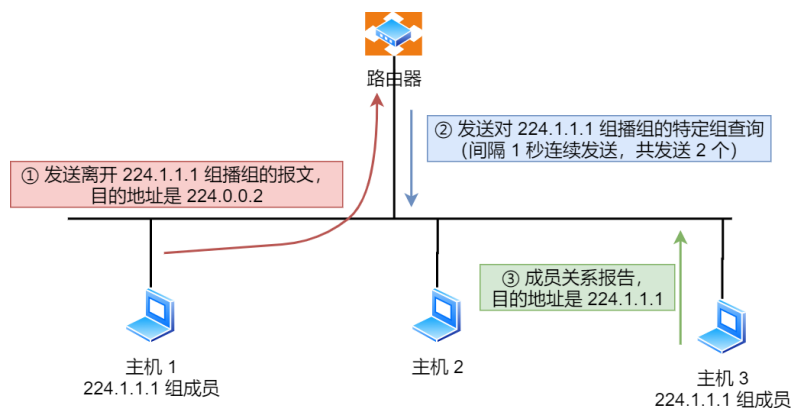 路由器
② 发送对 224.1.1.1 组播组的特定组查询
（间隔 1 秒连续发送，共发送 2 个）
① 发送离开 224.1.1.1 组播组的报文，
目的地址是 224.0.0.2
③ 成员关系报告，
目的地址是 224.1.1.1
主机 1
224.1.1.1 组成员
主机 2
主机 3
224.1.1.1 组成员